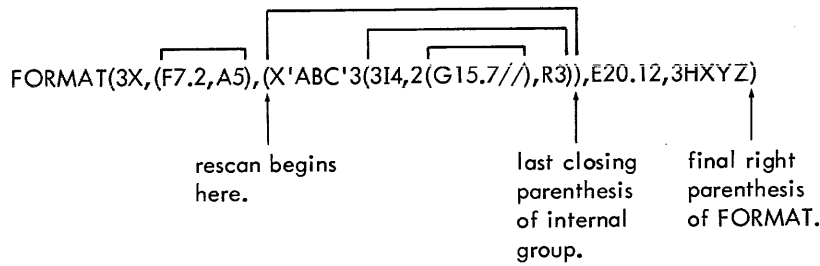 FORMAT(3X,(F7.2,A5),(X'ABC'3(3I4,2(G15.7//),R3)),E20.12,3HXYZ)
rescan begins
here.
last closing
parenthesis
of internal
group.
final right
parenthesis
of FORMAT.